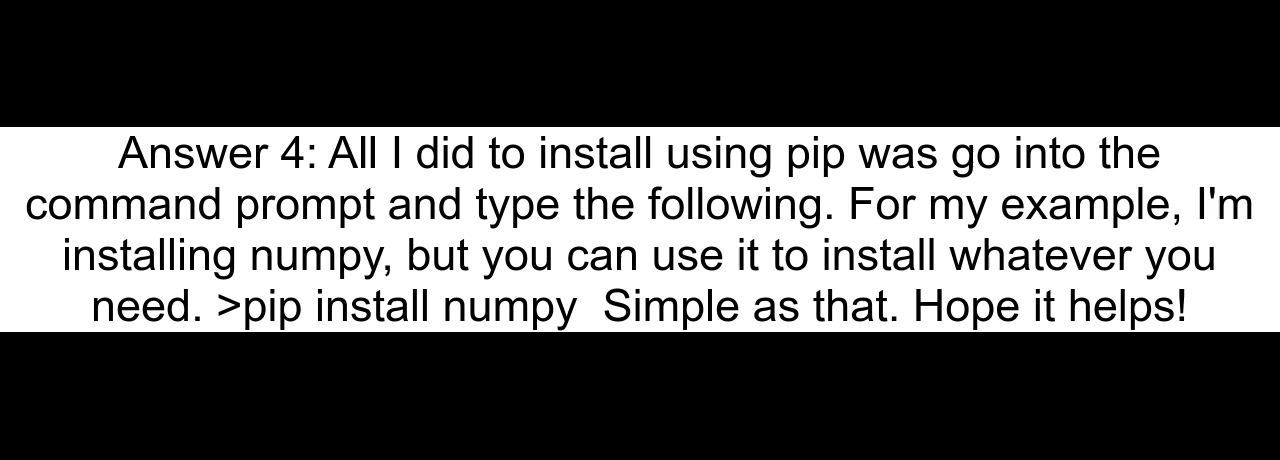 Answer 4: All I did to install using pip was go into the
command prompt and type the following. For my example, I'm
installing numpy, but you can use it to install whatever you
need. >pip install numpy  Simple as that. Hope it helps!